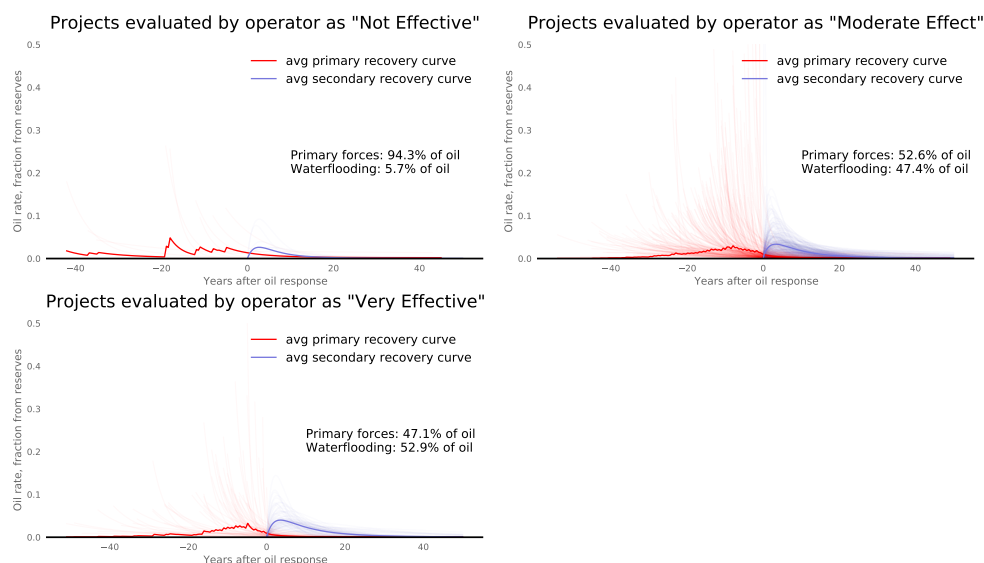 Projects evaluated by operator as "Not Effective"
0.5
0.4
0.3
0.2
0.1
0.0
Oil rate, fraction from reserves
avg primary recovery curve
avg secondary recovery curve
Primary forces: 94.3% of oil
Waterflooding: 5.7% of oil
−40 −20 0 20 40
Years after oil response
Projects evaluated by operator as "Moderate Effect"
0.5
0.4
0.3
0.2
0.1
0.0
Oil rate, fraction from reserves
avg primary recovery curve
avg secondary recovery curve
Primary forces: 52.6% of oil
Waterflooding: 47.4% of oil
−40 −20 0 20 40
Years after oil response
Projects evaluated by operator as "Very Effective"
0.5
0.4
0.3
0.2
0.1
0.0
Oil rate, fraction from reserves
avg primary recovery curve
avg secondary recovery curve
Primary forces: 47.1% of oil
Waterflooding: 52.9% of oil
−40 −20 0 20 40
Years after oil response